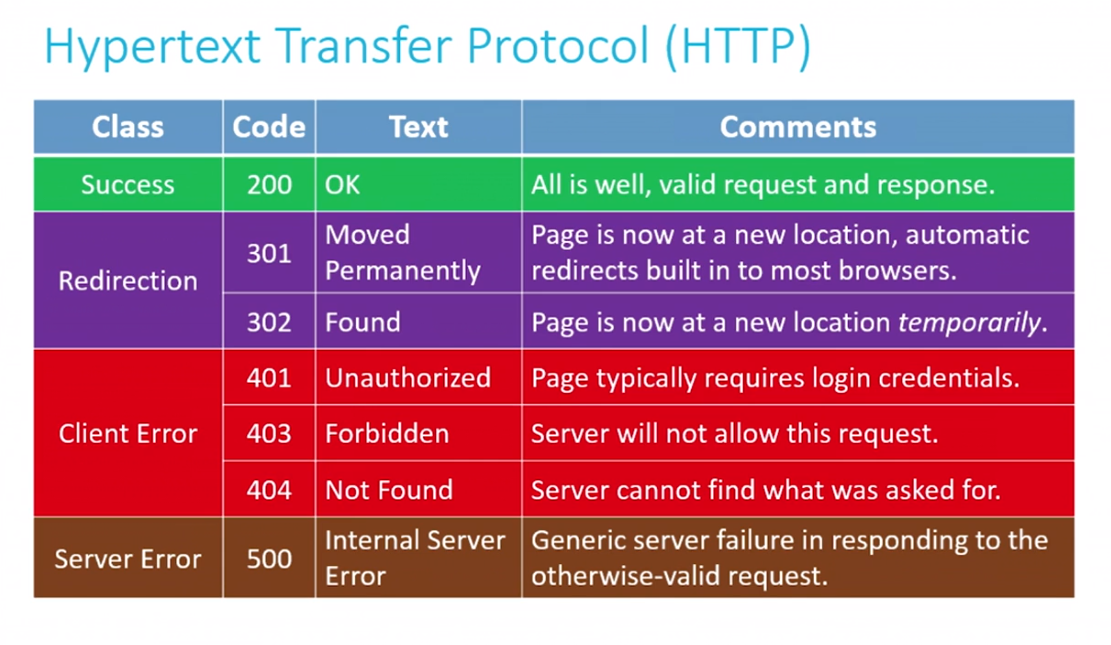 Hypertext Transfer Protocol (HTTP)
Class Code Text Comments
Success 200 OK All is well, valid request and response.
Redirection
301 Moved Permanently Page is now at a new location, automatic
redirects built in to most browsers.
302 Found Page is now at a new location temporarily.
Client Error
401 Unauthorized Page typically requires login credentials.
403 Forbidden Server will not allow this request.
404 Not Found Server cannot find what was asked for.
Server Error 500 Internal Server Error Generic server failure in responding to the
otherwise-valid request.